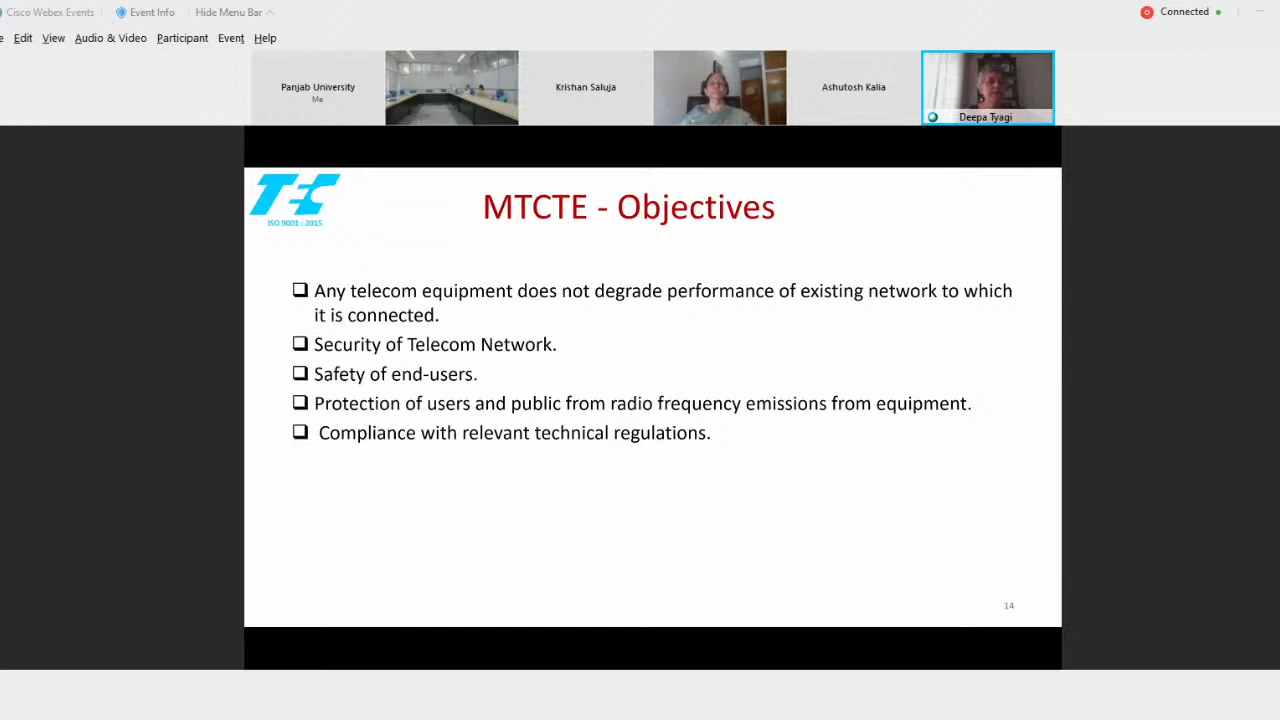 Cisco Webex Events
Event Info
Hide Menu Bar
Connected
e Edit View Audio & Video Participant Event Help
Panjab University
Me
Krishan Saluja
Ashutosh Kalia
Deepa Tyagi
TEC
ISO 9001 : 2015
MTCTE - Objectives
Any telecom equipment does not degrade performance of existing network to which
it is connected.
Security of Telecom Network.
Safety of end-users.
Protection of users and public from radio frequency emissions from equipment.
Compliance with relevant technical regulations.
14